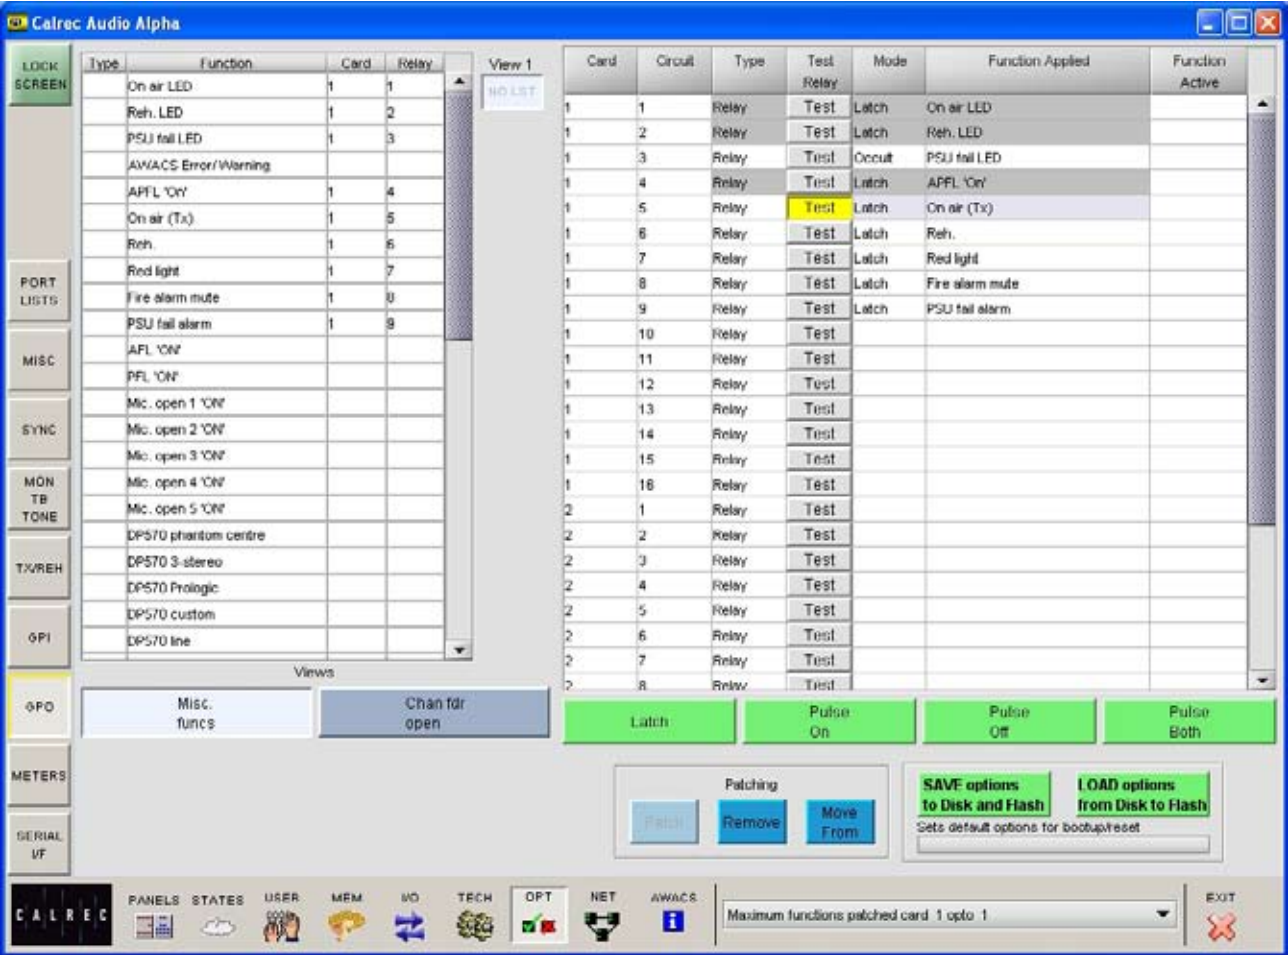 Calrec Audio Alpha
LOCK
SCREEN
PORT
LISTS
MISC
SYNC
MON
TB
TONE
TX/REH
GPI
GPO
METERS
SERIAL
I/F
Type Function Card Relay
On air LED 1 1
Reh. LED 1 2
PSU fail LED 1 3
AWACS Error/Warning
APFL 'On' 1 4
On air (Tx) 1 5
Reh. 1 6
Red light 1 7
Fire alarm mute 1 8
PSU fail alarm 1 9
AFL 'ON'
PFL 'ON'
Mic. open 1 'ON'
Mic. open 2 'ON'
Mic. open 3 'ON'
Mic. open 4 'ON'
Mic. open 5 'ON'
DP570 phantom centre
DP570 3-stereo
DP570 Prologic
DP570 custom
DP570 line
Views
Misc.
funcs
Chan fdr
open
View 1
NO LST
Card Circuit Type Test Mode Function Applied Function
Relay Active
1 1 Relay Test Latch On air LED
1 2 Relay Test Latch Reh. LED
1 3 Relay Test Occult PSU fail LED
1 4 Relay Test Latch APFL 'On'
1 5 Relay Test Latch On air (Tx)
1 6 Relay Test Latch Reh.
1 7 Relay Test Latch Red light
1 8 Relay Test Latch Fire alarm mute
1 9 Relay Test Latch PSU fail alarm
1 10 Relay Test
1 11 Relay Test
1 12 Relay Test
1 13 Relay Test
1 14 Relay Test
1 15 Relay Test
1 16 Relay Test
2 1 Relay Test
2 2 Relay Test
2 3 Relay Test
2 4 Relay Test
2 5 Relay Test
2 6 Relay Test
2 7 Relay Test
2 8 Relay Test
Latch
Pulse
On
Pulse
Off
Pulse
Both
Patching
Patch
Remove
Move
From
SAVE options
to Disk and Flash
LOAD options
from Disk to Flash
Sets default options for bootup/reset
CALREC
PANELS STATES USER MEM I/O TECH OPT NET AWACS
Maximum functions patched card 1 opto 1
EXIT